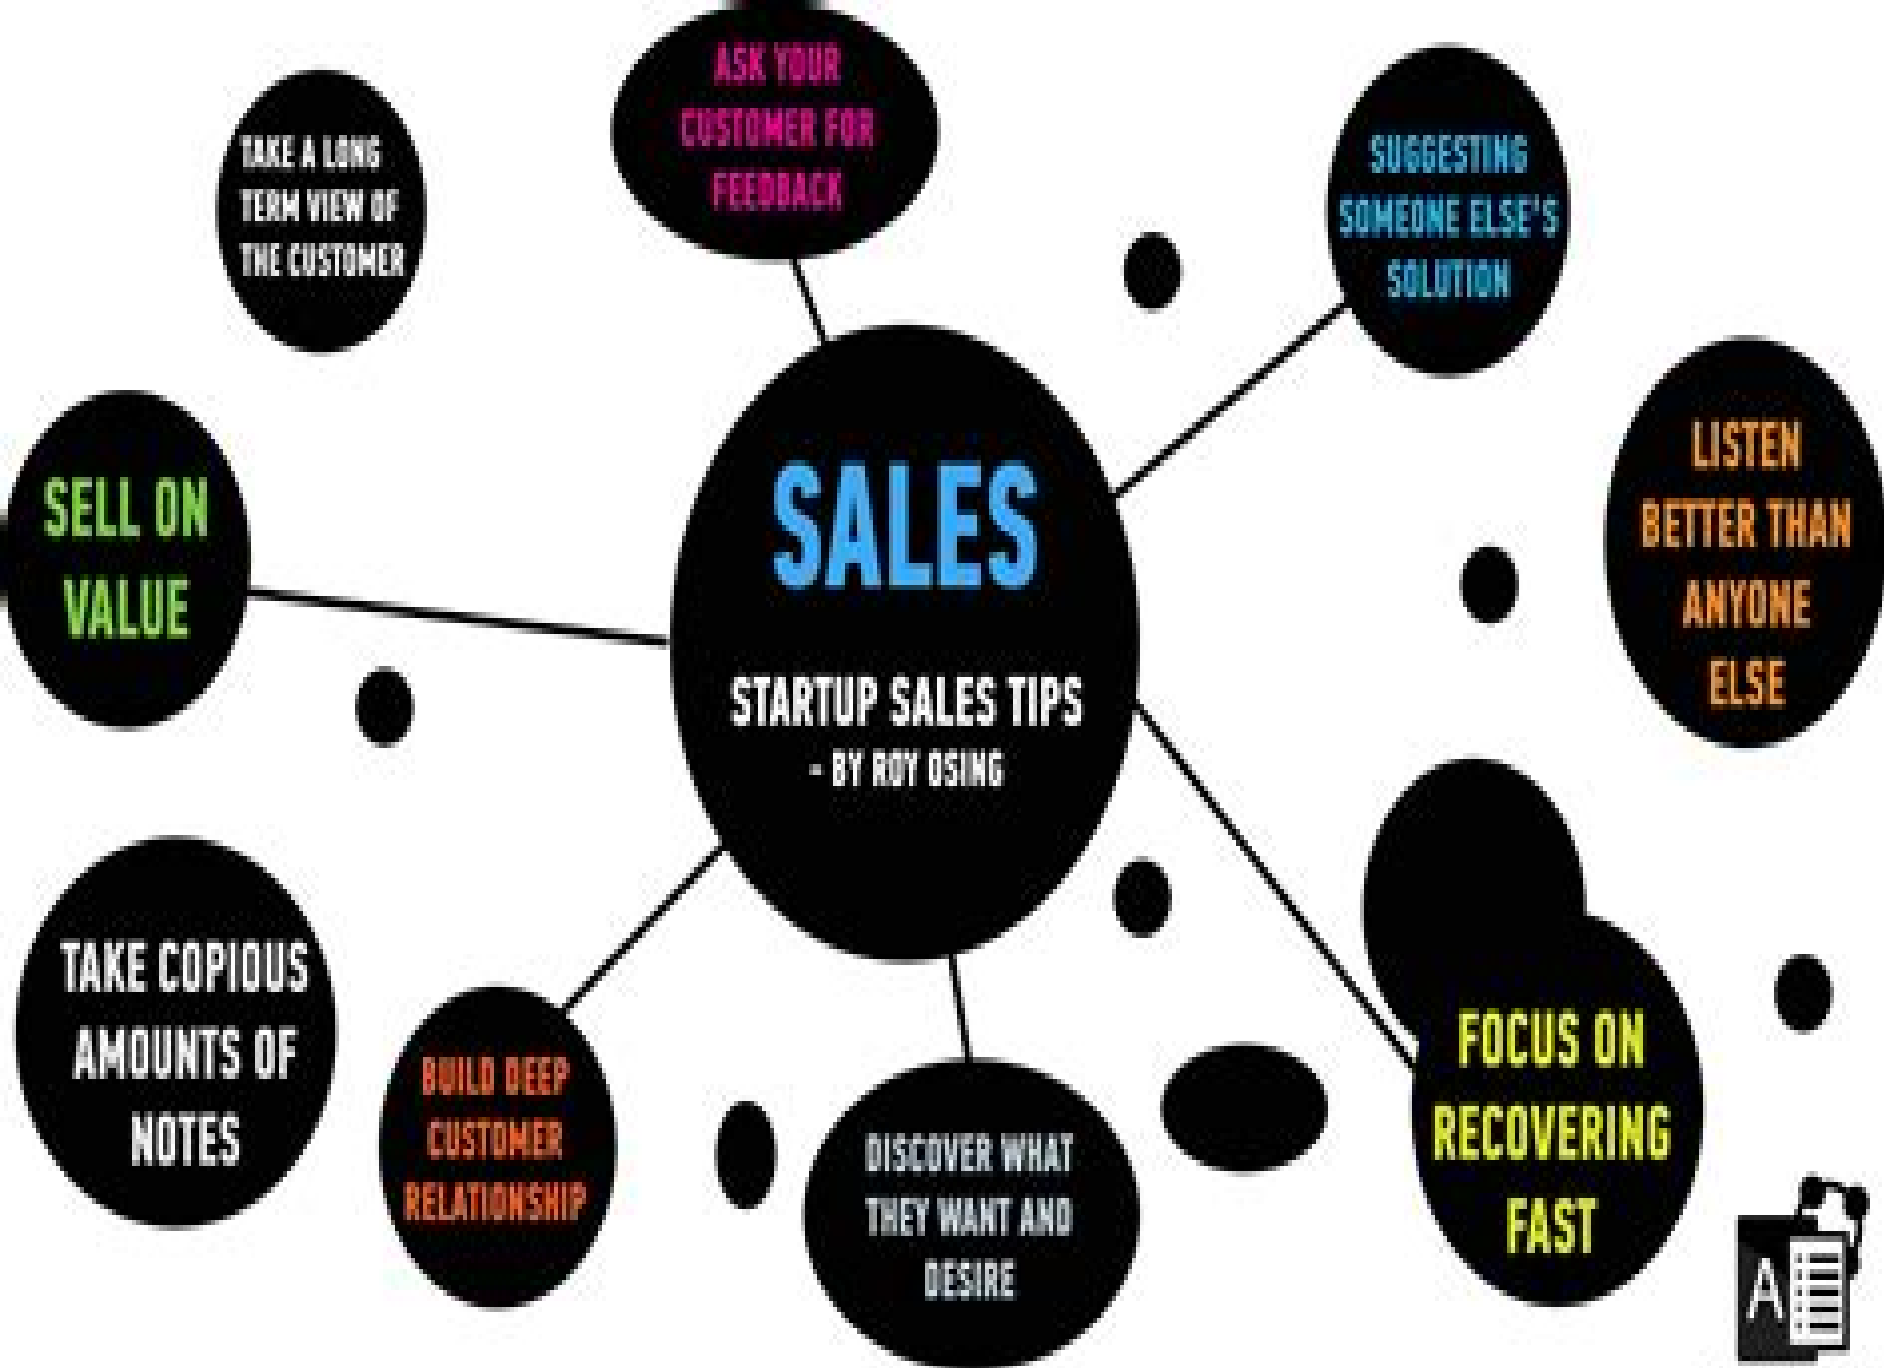 TAKE A LONG
TERM VIEW OF
THE CUSTOMER
ASK YOUR
CUSTOMER FOR
FEEDBACK
SUGGESTING
SOMEONE ELSE'S
SOLUTION
SELL ON
VALUE
SALES
STARTUP SALES TIPS
- BY ROY OSING
LISTEN
BETTER THAN
ANYONE
ELSE
TAKE COPIOUS
AMOUNTS OF
NOTES
BUILD DEEP
CUSTOMER
RELATIONSHIP
DISCOVER WHAT
THEY WANT AND
DESIRE
FOCUS ON
RECOVERING
FAST
A